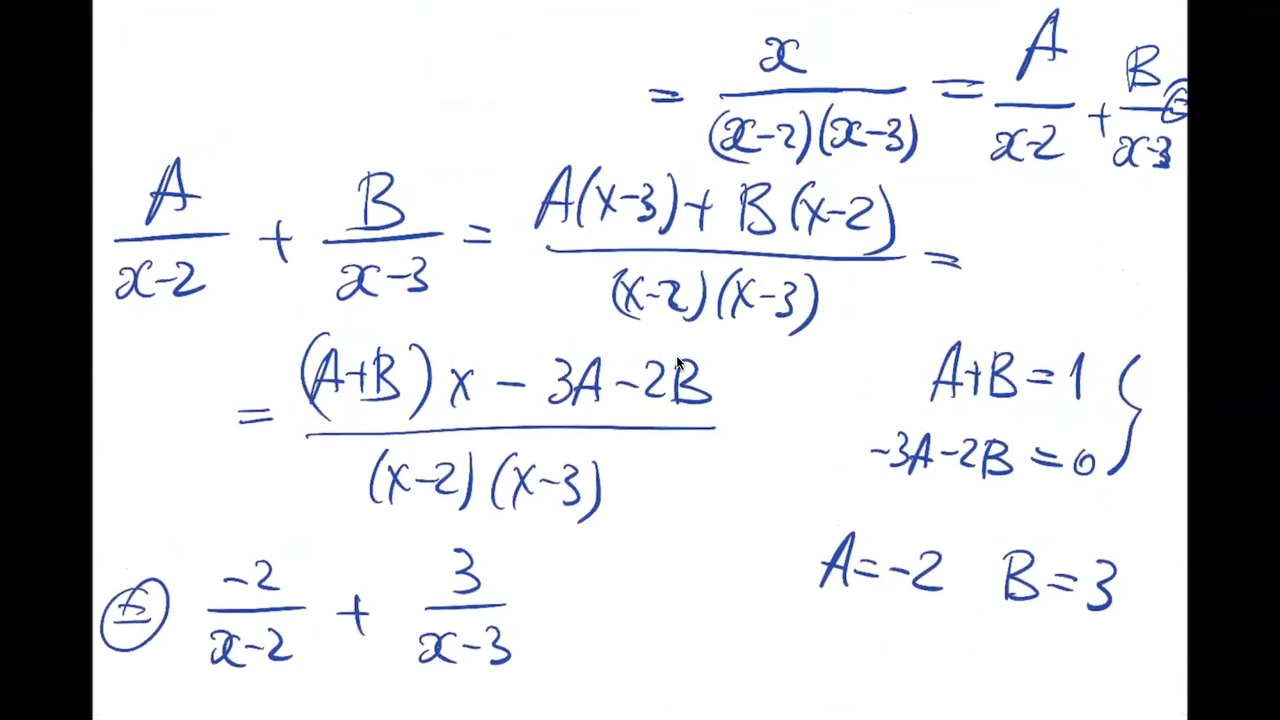 = x/((x-2)(x-3)) = A/(x-2) + B/(x-3) =
A/(x-2) + B/(x-3) = (A(x-3) + B(x-2))/((x-2)(x-3)) =
= ((A+B)x - 3A - 2B)/((x-2)(x-3))
A+B = 1
-3A-2B = 0 }
A = -2 B = 3
= -2/(x-2) + 3/(x-3)